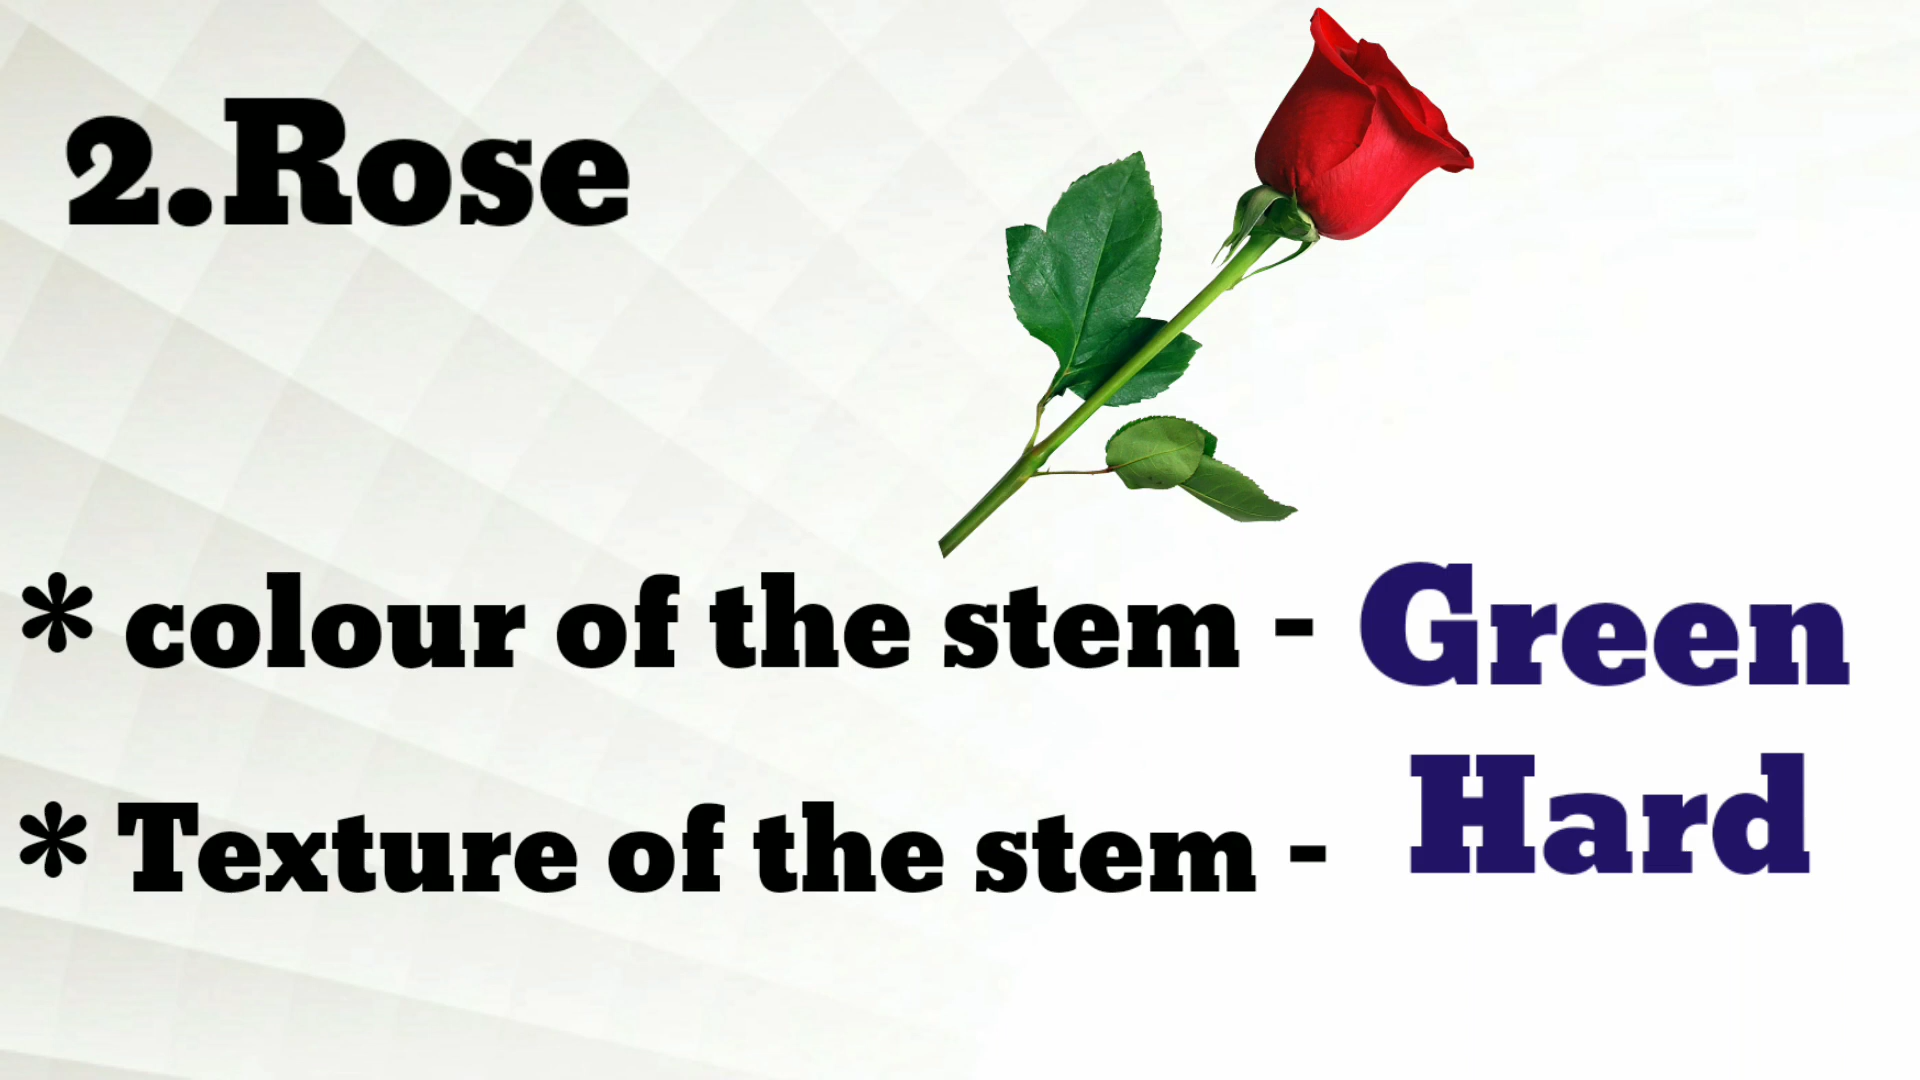 2.Rose
* colour of the stem - Green
* Texture of the stem - Hard